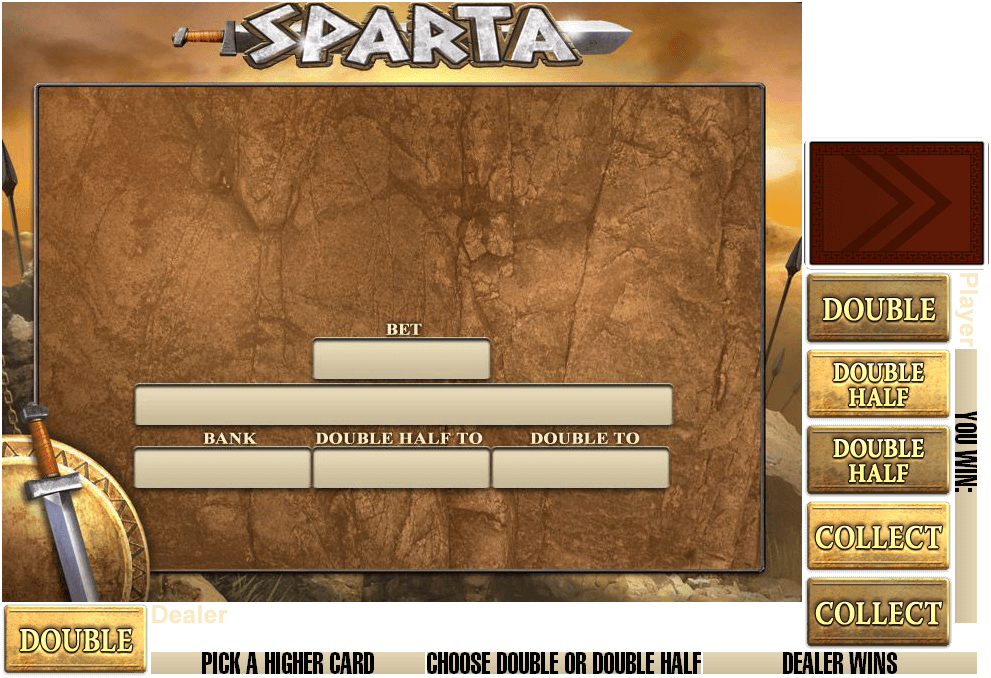 SPARTA
BET
BANK
DOUBLE HALF TO
DOUBLE TO
DOUBLE
Player
DOUBLE
HALF
YOU WIN:
DOUBLE
HALF
COLLECT
COLLECT
DOUBLE
Dealer
PICK A HIGHER CARD
CHOOSE DOUBLE OR DOUBLE HALF
DEALER WINS